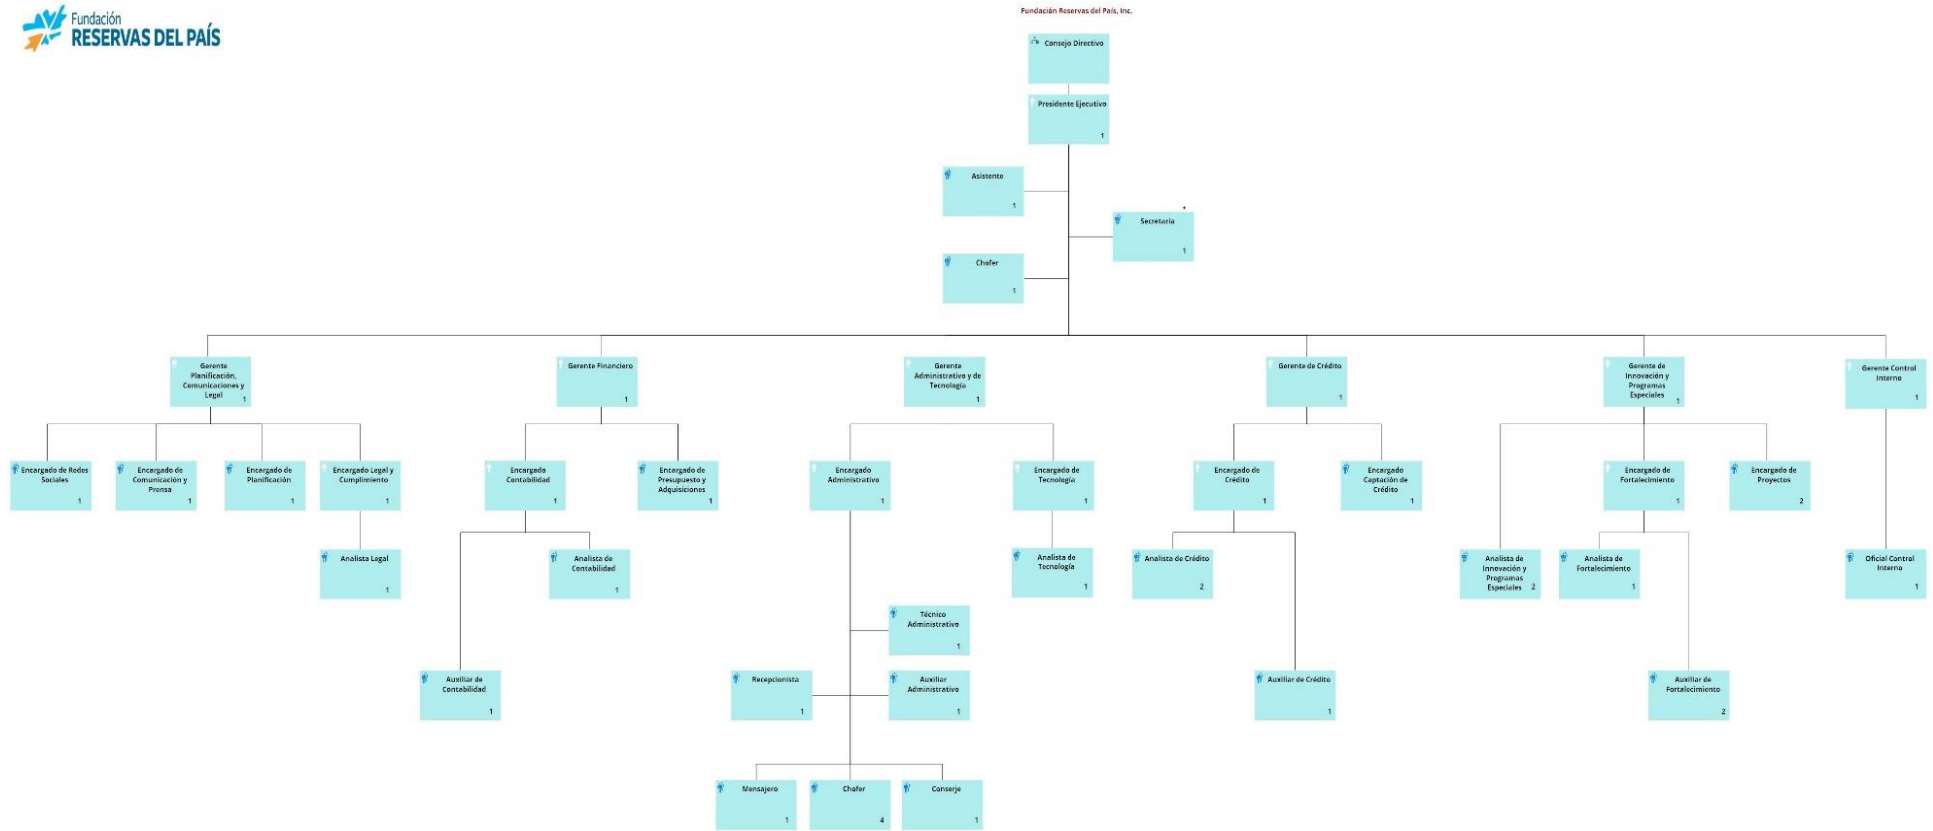 Fundación
RESERVAS DEL PAÍS
Fundación Reservas del País, Inc.
Consejo Directivo
Presidente Ejecutivo
1
Asistente
1
Secretaria
1
Chofer
1
Gerente
Planificación,
Comunicaciones y
Legal
1
Gerente Financiero
1
Gerente
Administrativo y de
Tecnología
1
Gerente de Crédito
1
Gerente de
Innovación y
Programas
Especiales
1
Gerente Control
Interno
1
Encargado de Redes
Sociales
1
Encargado de
Comunicación y
Prensa
1
Encargado de
Planificación
1
Encargado Legal y
Cumplimiento
1
Encargado
Contabilidad
1
Encargado de
Presupuesto y
Adquisiciones
1
Encargado
Administrativo
1
Encargado de
Tecnología
1
Encargado de
Crédito
1
Encargado
Captación de
Crédito
1
Encargado de
Fortalecimiento
1
Encargado de
Proyectos
2
Analista Legal
1
Analista de
Contabilidad
1
Analista de
Tecnología
1
Analista de Crédito
2
Analista de
Innovación y
Programas
Especiales
2
Analista de
Fortalecimiento
1
Oficial Control
Interno
1
Técnico
Administrativo
1
Auxiliar de
Contabilidad
1
Recepcionista
1
Auxiliar
Administrativo
1
Auxiliar de Crédito
1
Auxiliar de
Fortalecimiento
2
Mensajero
1
Chofer
4
Conserje
1